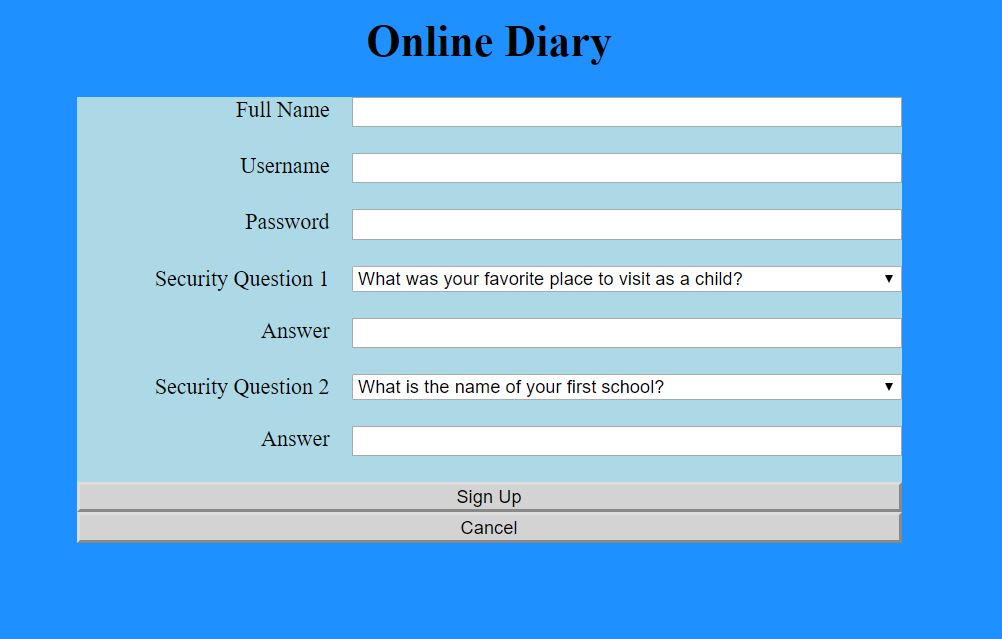 Online Diary
Full Name
Username
Password
Security Question 1 What was your favorite place to visit as a child?
Answer
Security Question 2 What is the name of your first school?
Answer
Sign Up
Cancel